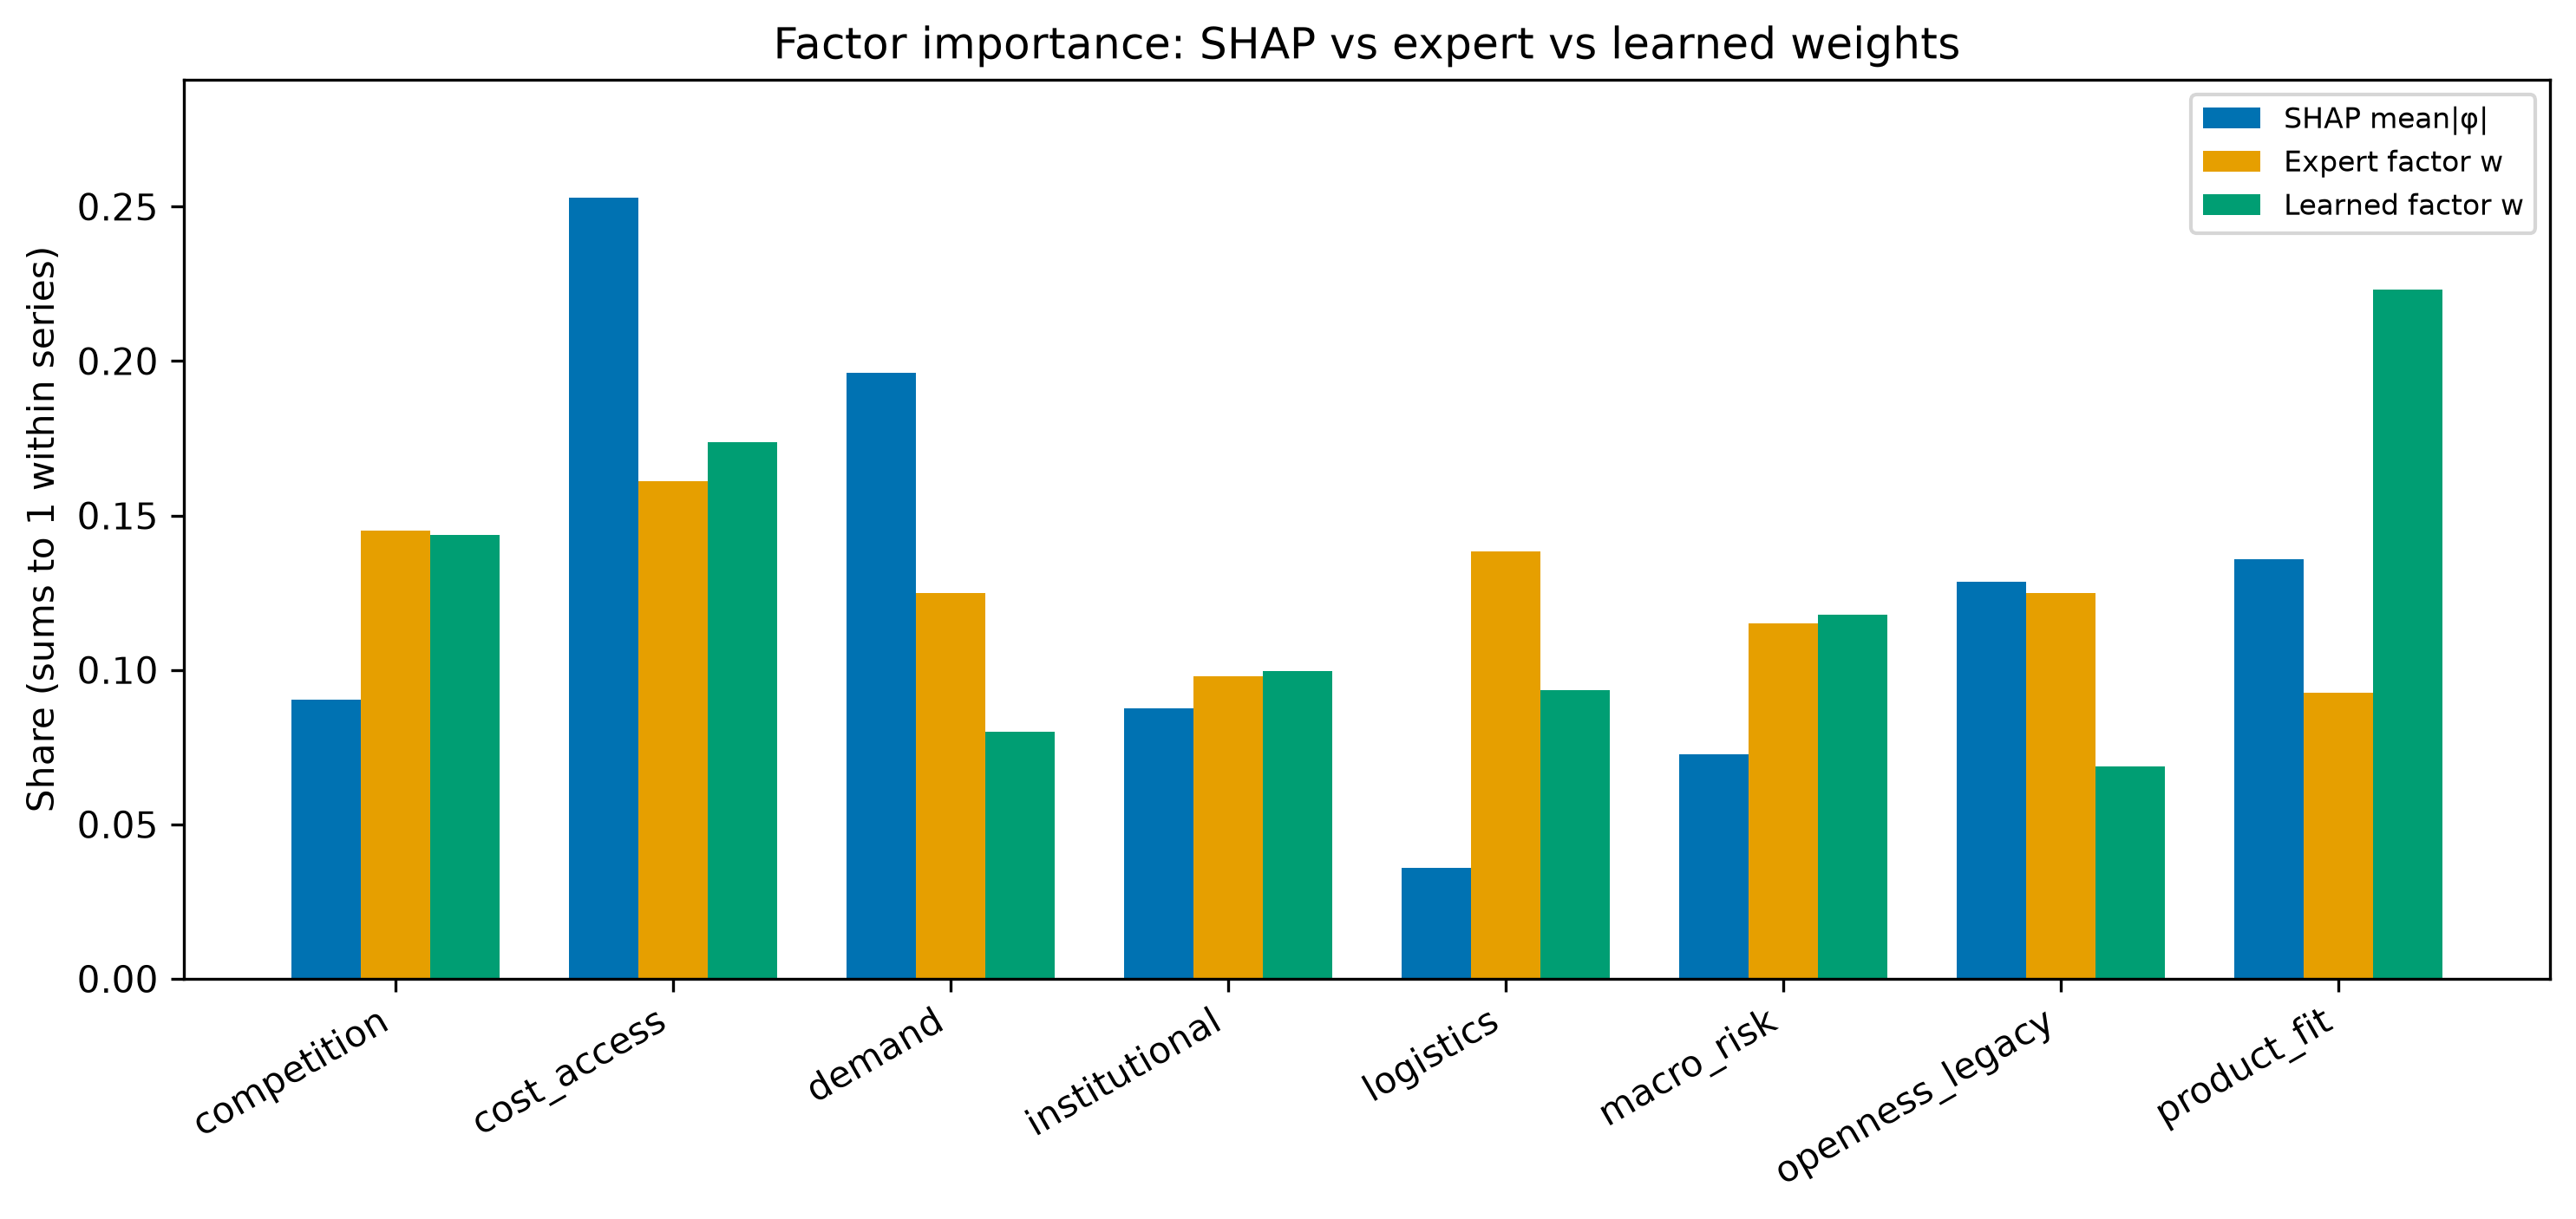 Factor importance: SHAP vs expert vs learned weights
SHAP mean|φ|
Expert factor w
Learned factor w
Share (sums to 1 within series)
0.25
0.20
0.15
0.10
0.05
0.00
competition
cost_access
demand
institutional
logistics
macro_risk
openness_legacy
product_fit